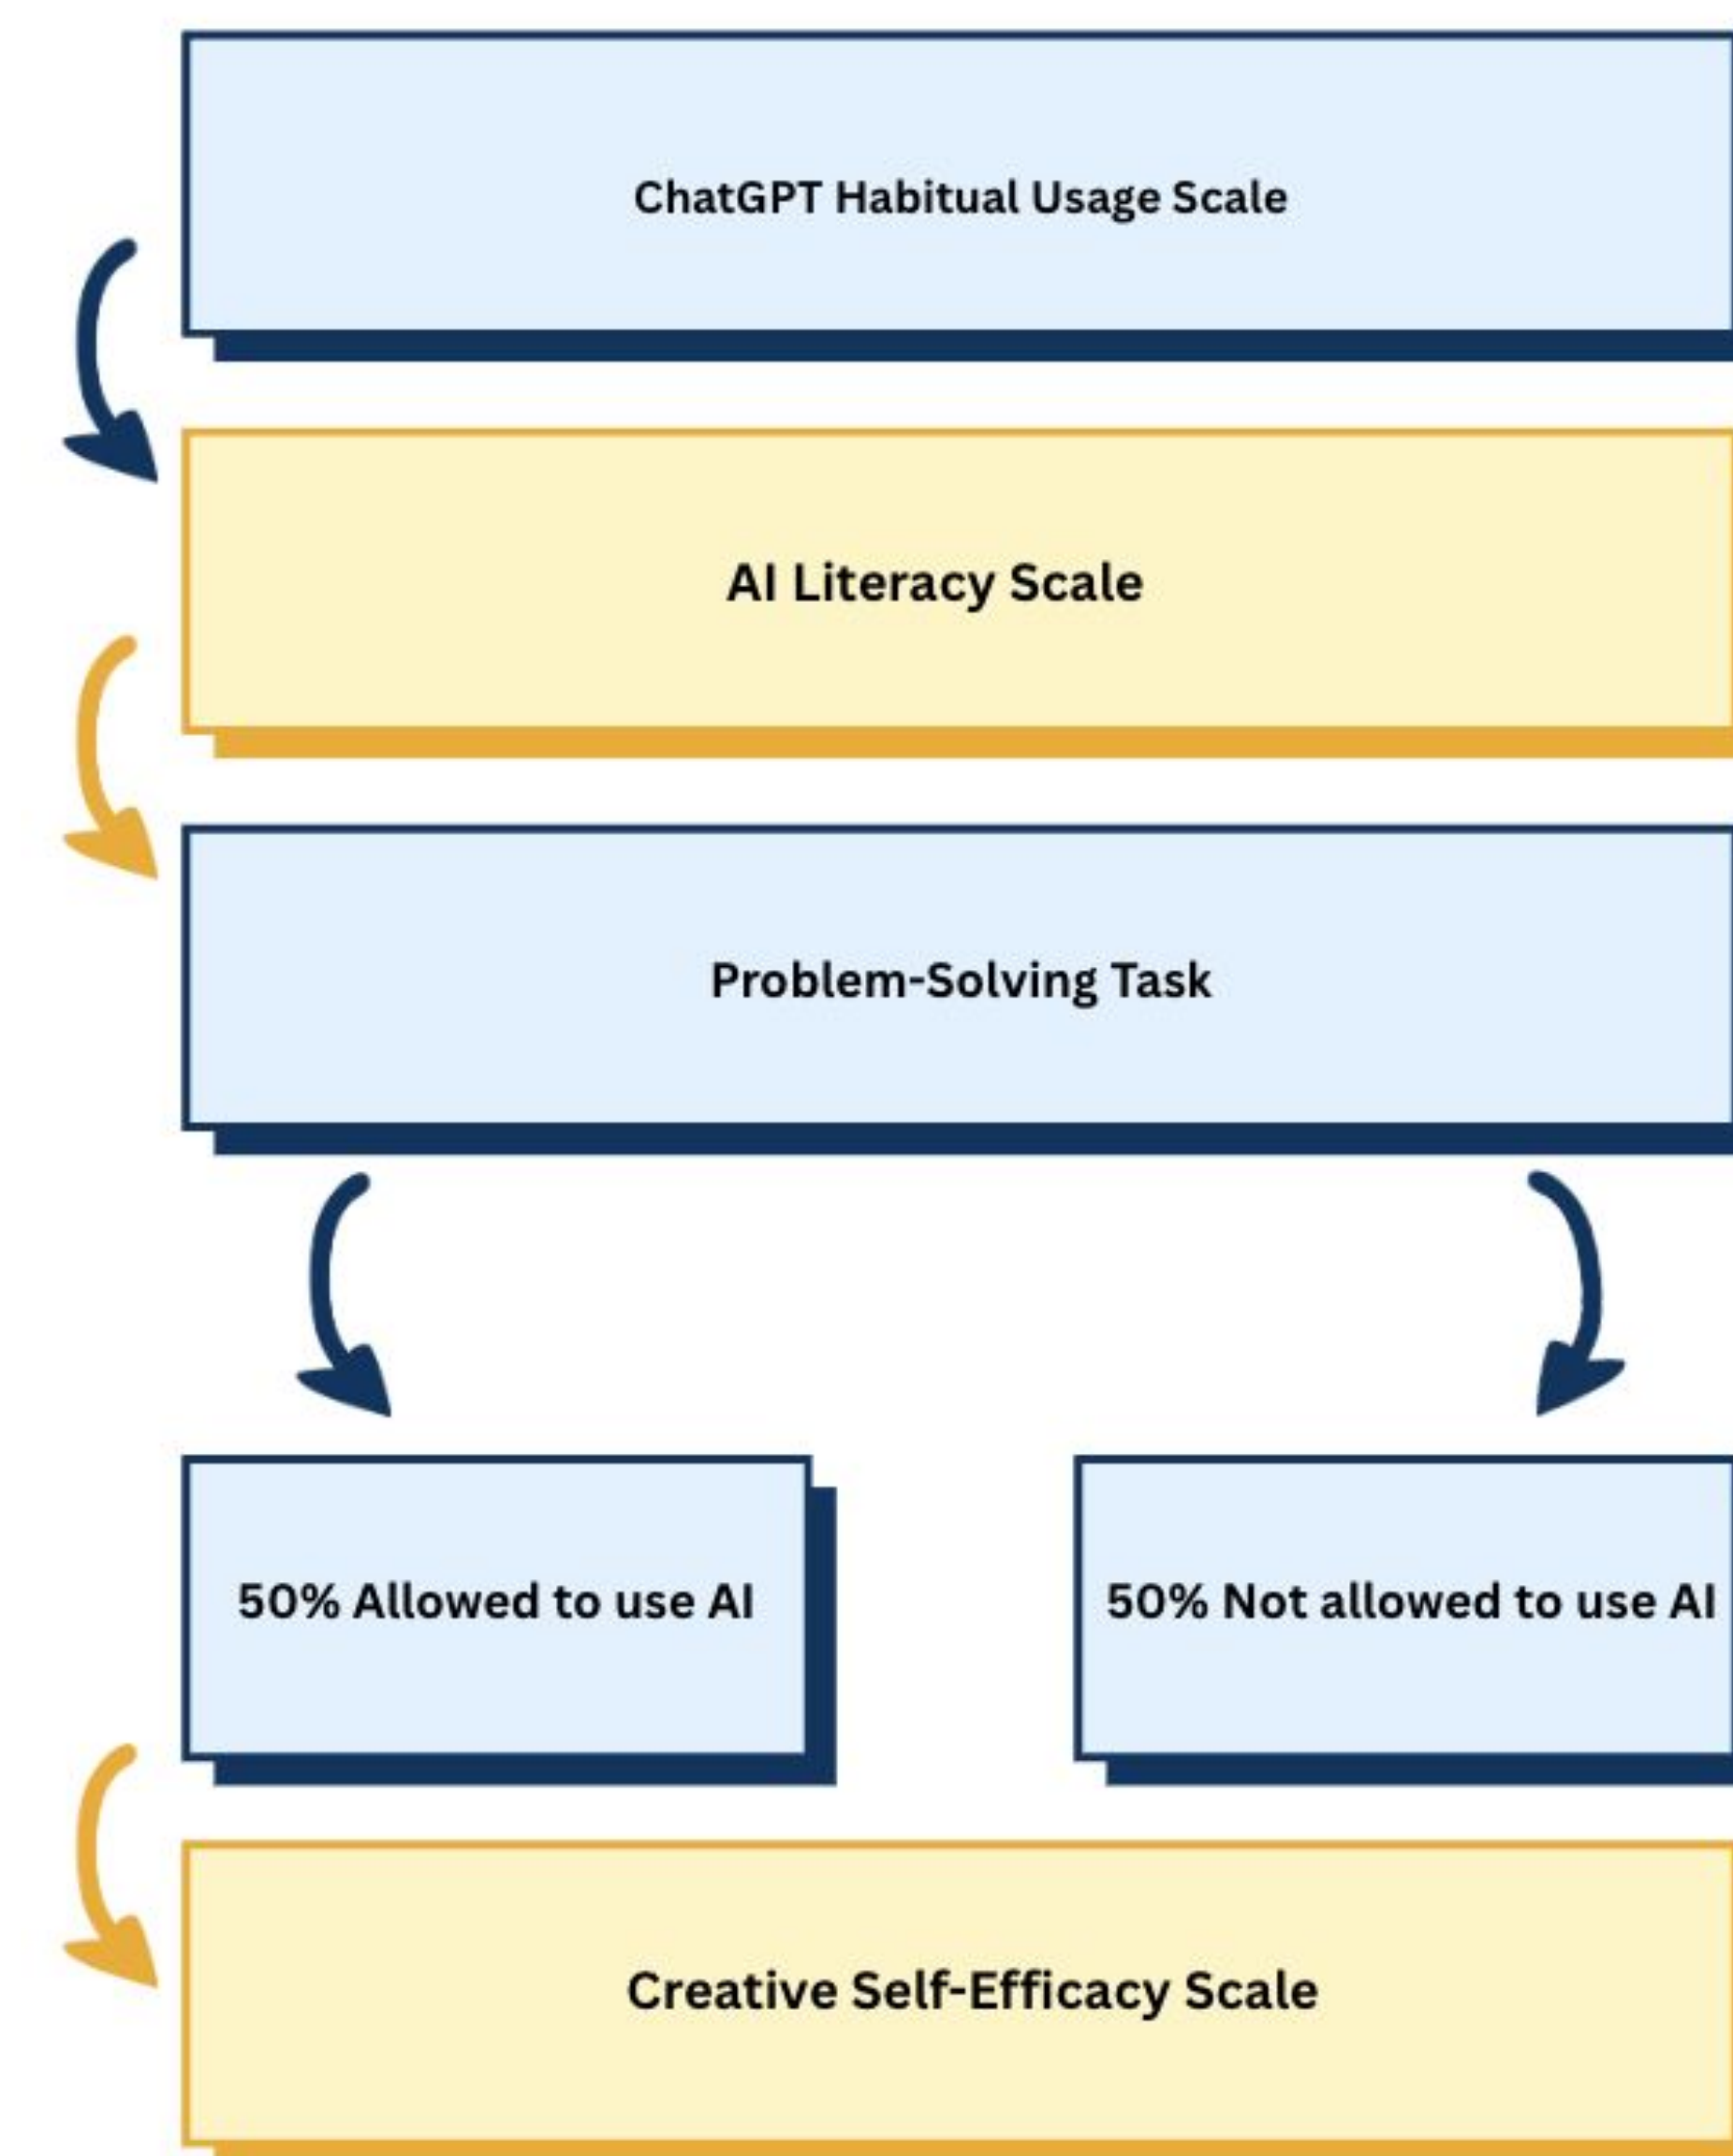 ChatGPT Habitual Usage Scale
AI Literacy Scale
Problem-Solving Task
50% Allowed to use AI
50% Not allowed to use AI
Creative Self-Efficacy Scale